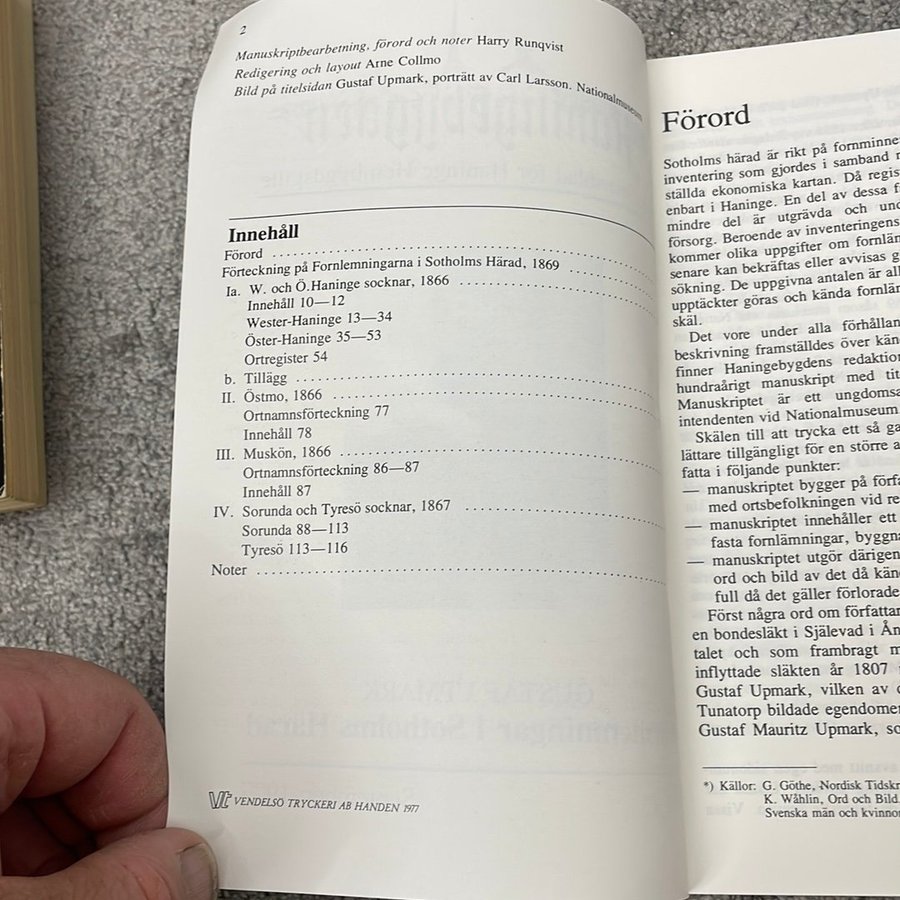 2
Manuskriptbearbetning, förord och noter Harry Runqvist
Redigering och layout Arne Collmo
Bild på titelsidan Gustaf Upmark, porträtt av Carl Larsson. Nationalmuseum
Innehåll
Förord
Förteckning på Fornlemningarna i Sotholms Härad, 1869
Ia. W. och Ö.Haninge socknar, 1866
Innehåll 10—12
Wester-Haninge 13—34
Öster-Haninge 35—53
Ortregister 54
b. Tillägg
II. Östmo, 1866
Ortnamnsförteckning 77
Innehåll 78
III. Muskön, 1866
Ortnamnsförteckning 86—87
Innehåll 87
IV. Sorunda och Tyresö socknar, 1867
Sorunda 88—113
Tyresö 113—116
Noter
Vt VENDELSÖ TRYCKERI AB HANDEN 1977
Förord
Sotholms härad är rikt på fornminne
inventering som gjordes i samband
ställda ekonomiska kartan. Då regis
enbart i Haninge. En del av dessa f
mindre del är utgrävda och und
försorg. Beroende av inventeringens
kommer olika uppgifter om fornlän
senare kan bekräftas eller avvisas g
sökning. De uppgivna antalen är all
upptäckter göras och kända fornlän
skäl.
Det vore under alla förhållan
beskrivning framställdes över kän
finner Haningebygdens redaktion
hundraårigt manuskript med tit
Manuskriptet är ett ungdomsa
intendenten vid Nationalmuseum
Skälen till att trycka ett så ga
lättare tillgängligt för en större a
fatta i följande punkter:
— manuskriptet bygger på förfa
med ortsbefolkningen vid re
— manuskriptet innehåller ett
fasta fornlämningar, byggna
— manuskriptet utgör därigen
ord och bild av det då kän
full då det gäller förlorade
Först några ord om författar
en bondesläkt i Själevad i Ån
talet och som frambragt m
inflyttade släkten år 1807
Gustaf Upmark, vilken av
Tunatorp bildade egendomen
Gustaf Mauritz Upmark, so
*) Källor: G. Göthe, Nordisk Tidskr
K. Wåhlin, Ord och Bild.
Svenska män och kvinnor